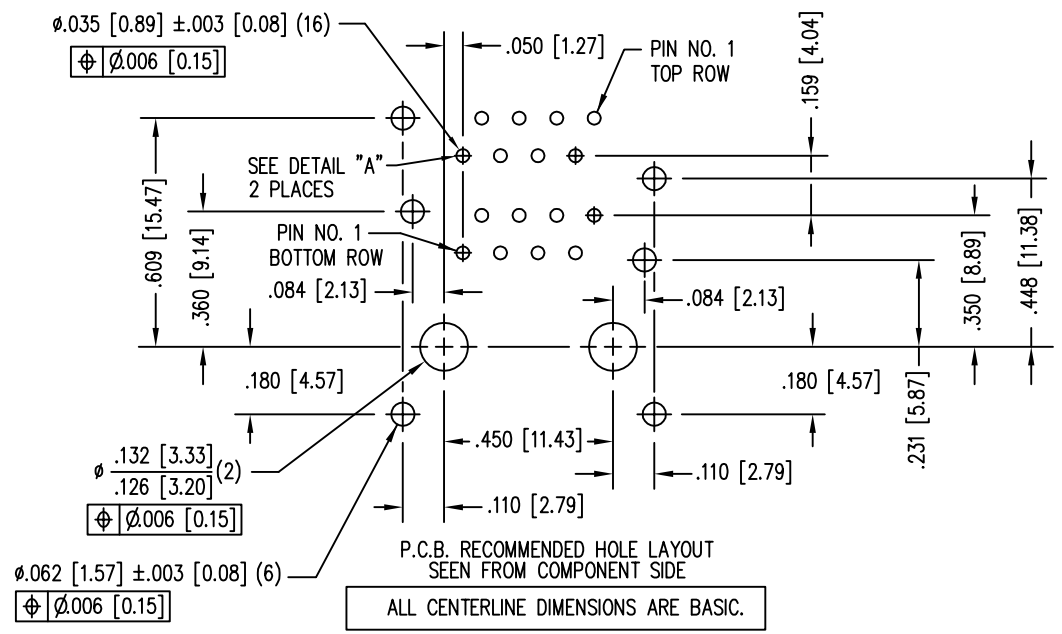 ø.035 [0.89] ±.003 [0.08] (16)
⌖ Ø.006 [0.15]
.050 [1.27]
PIN NO. 1
TOP ROW
.159 [4.04]
SEE DETAIL "A"
2 PLACES
PIN NO. 1
BOTTOM ROW
.609 [15.47]
.360 [9.14]
.084 [2.13]
.084 [2.13]
.350 [8.89]
.448 [11.38]
.180 [4.57]
.180 [4.57]
.231 [5.87]
.450 [11.43]
ø .132 [3.33]
.126 [3.20] (2)
⌖ Ø.006 [0.15]
.110 [2.79]
.110 [2.79]
ø.062 [1.57] ±.003 [0.08] (6)
⌖ Ø.006 [0.15]
P.C.B. RECOMMENDED HOLE LAYOUT
SEEN FROM COMPONENT SIDE
ALL CENTERLINE DIMENSIONS ARE BASIC.